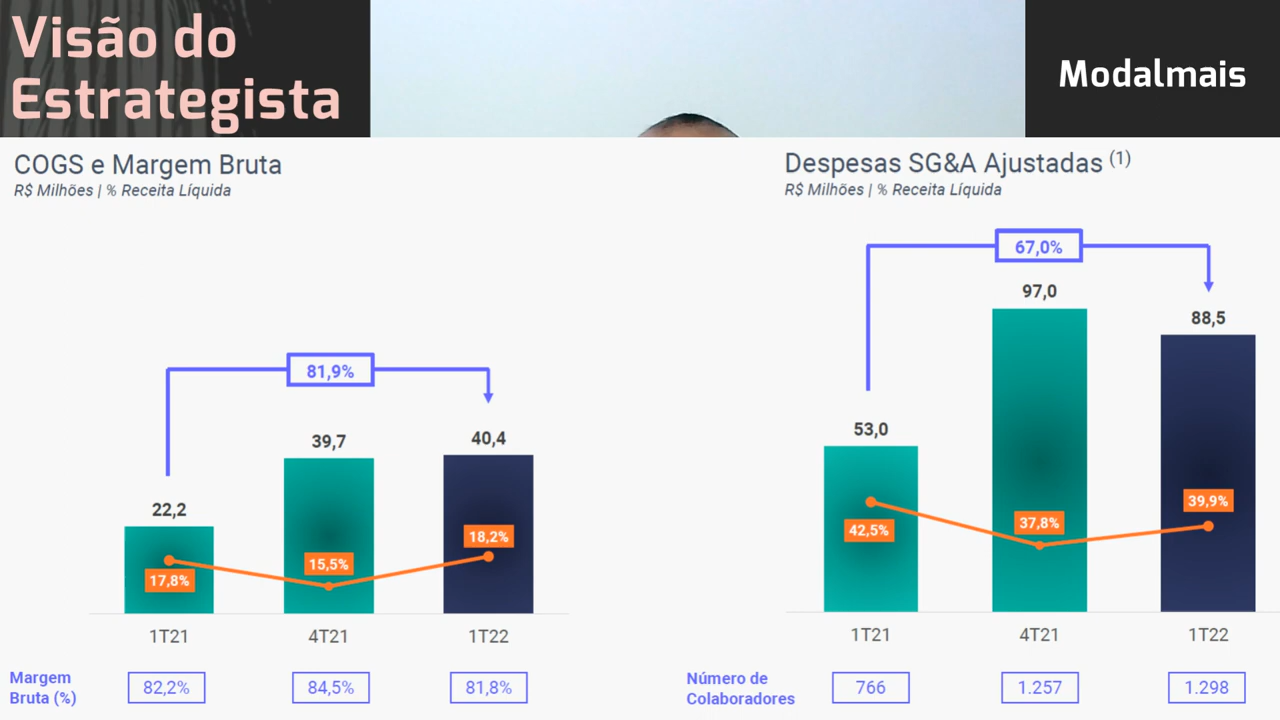 Visão do
Estrategista
Modalmais
COGS e Margem Bruta
R$ Milhões | % Receita Líquida
81,9%
22,2
39,7
40,4
17,8%
15,5%
18,2%
1T21
4T21
1T22
Margem
Bruta (%)
82,2%
84,5%
81,8%
Despesas SG&A Ajustadas (1)
R$ Milhões | % Receita Líquida
67,0%
53,0
97,0
88,5
42,5%
37,8%
39,9%
1T21
4T21
1T22
Número de
Colaboradores
766
1.257
1.298